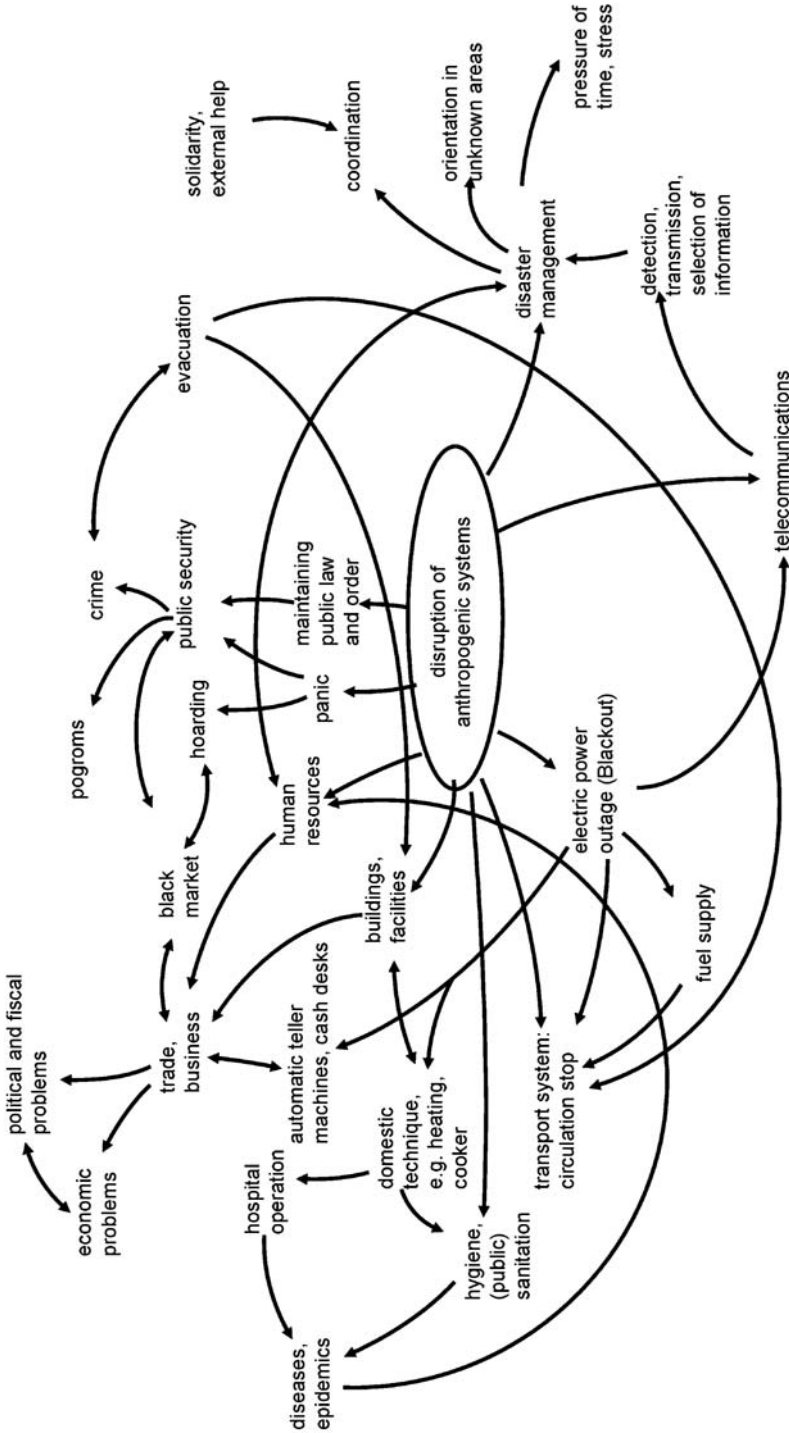 political and fiscal
problems
economic
problems
trade,
business
black
market
pogroms
crime
public security
hoarding
evacuation
solidarity,
external help
coordination
orientation in
unknown areas
pressure of
time, stress
disaster
management
detection,
transmission,
selection of
information
telecommunications
maintaining
public law
and order
panic
human
resources
buildings,
facilities
automatic teller
machines, cash desks
hospital
operation
domestic
technique,
e.g. heating,
cooker
diseases,
epidemics
hygiene,
(public)
sanitation
disruption of
anthropogenic systems
electric power
outage (Blackout)
transport system:
circulation stop
fuel supply